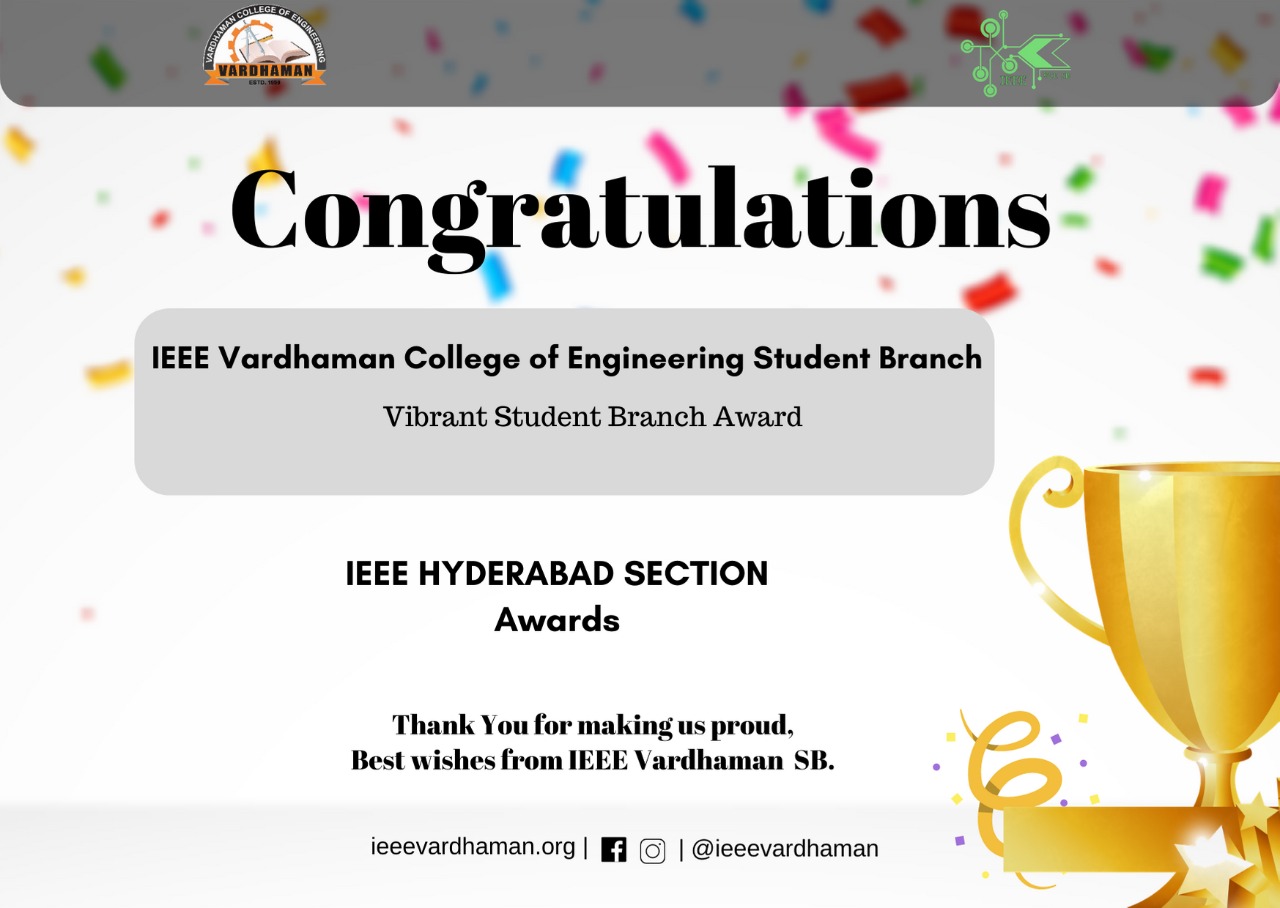 VARDHAMAN COLLEGE OF ENGINEERING
VARDHAMAN
ESTD. 1999
Congratulations
IEEE Vardhaman College of Engineering Student Branch
Vibrant Student Branch Award
IEEE HYDERABAD SECTION
Awards
Thank You for making us proud,
Best wishes from IEEE Vardhaman SB.
ieeevardhaman.org | | @ieeevardhaman